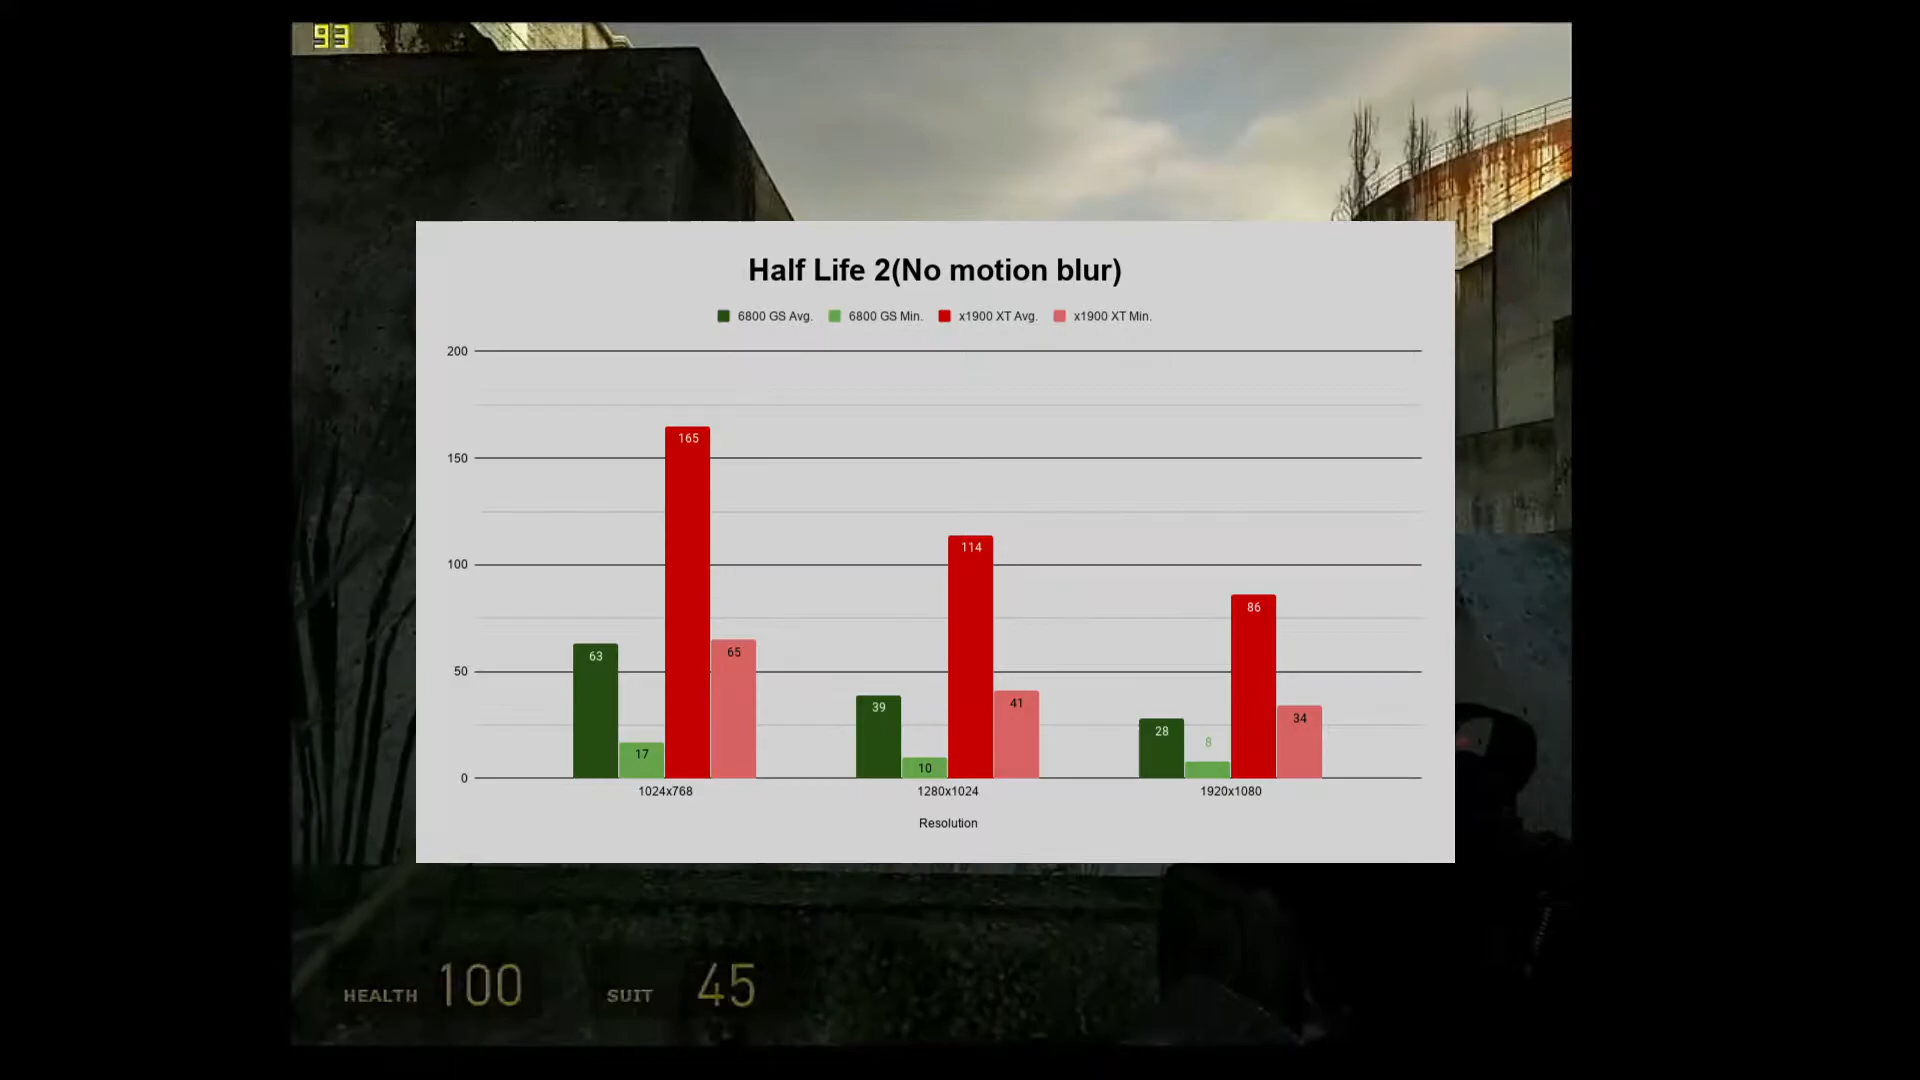 93
Half Life 2(No motion blur)
6800 GS Avg. 6800 GS Min. x1900 XT Avg. x1900 XT Min.
200
150
100
50
0
63 17 165 65
39 10 114 41
28 8 86 34
1024x768 1280x1024 1920x1080
Resolution
HEALTH 100 SUIT 45